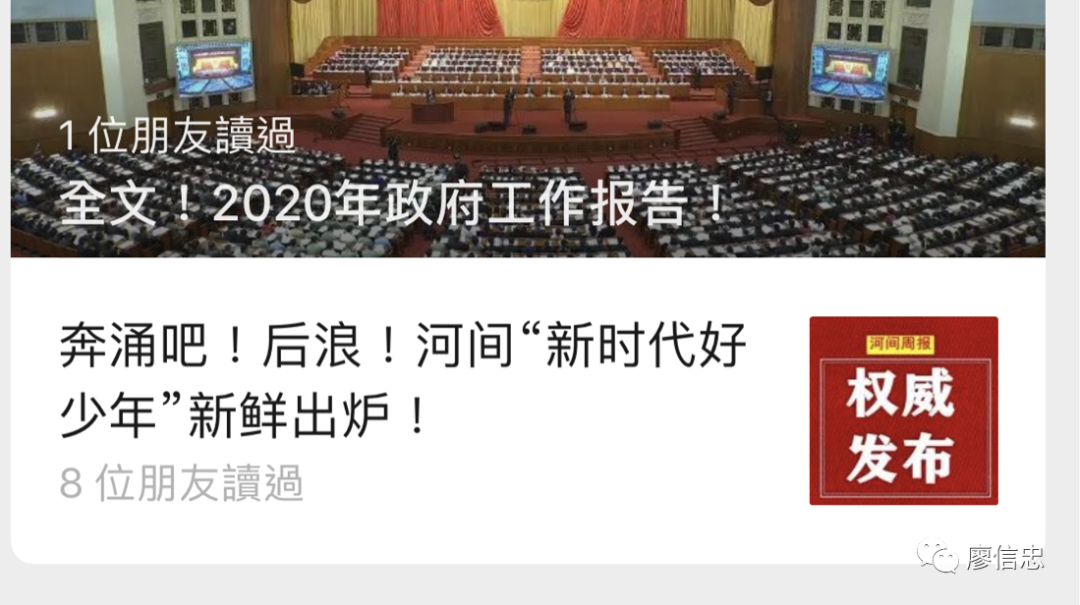 1 位朋友讀過
全文！2020年政府工作报告！
奔涌吧！后浪！河间“新时代好
少年”新鲜出炉！
8 位朋友讀過
河间周报
权威
发布
廖信忠